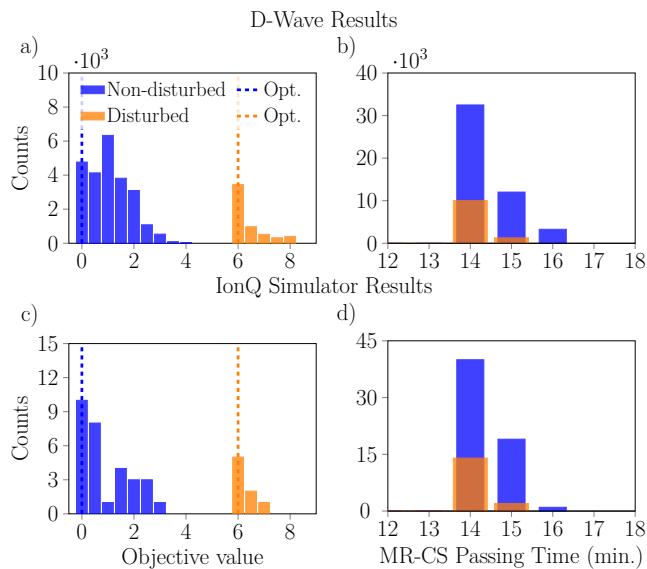 D-Wave Results
a)
·10³
10
8
6
4
2
0
Counts
Non-disturbed
Opt.
Disturbed
Opt.
0 2 4 6 8
b)
·10³
40
30
20
10
0
12 13 14 15 16 17 18
IonQ Simulator Results
c)
15
12
9
6
3
0
Counts
0 2 4 6 8
Objective value
d)
45
30
15
0
12 13 14 15 16 17 18
MR-CS Passing Time (min.)